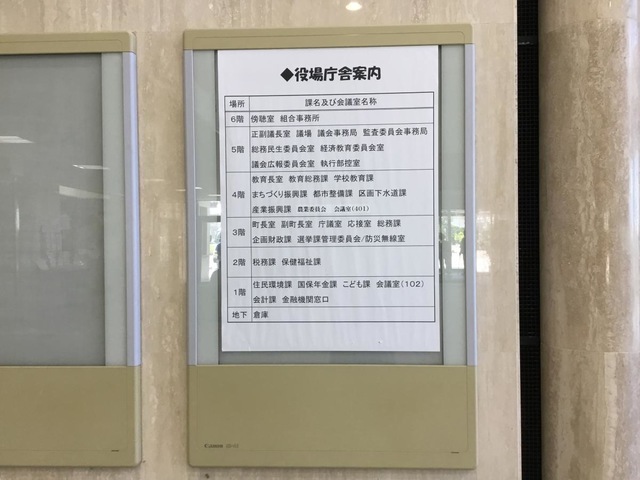 ◆役場庁舎案内
場所 課名及び会議室名称
6階 傍聴室 組合事務所
5階 正副議長室 議場 議会事務局 監査委員会事務局
総務民生委員会室 経済教育委員会室
議会広報委員会室 執行部控室
4階 教育長室 教育総務課 学校教育課
まちづくり振興課 都市整備課 区画下水道課
産業振興課 農業委員会 会議室(401)
3階 町長室 副町長室 庁議室 応接室 総務課
企画財政課 選挙課管理委員会/防災無線室
2階 税務課 保健福祉課
1階 住民環境課 国保年金課 こども課 会議室(102)
会計課 金融機関窓口
地下 倉庫